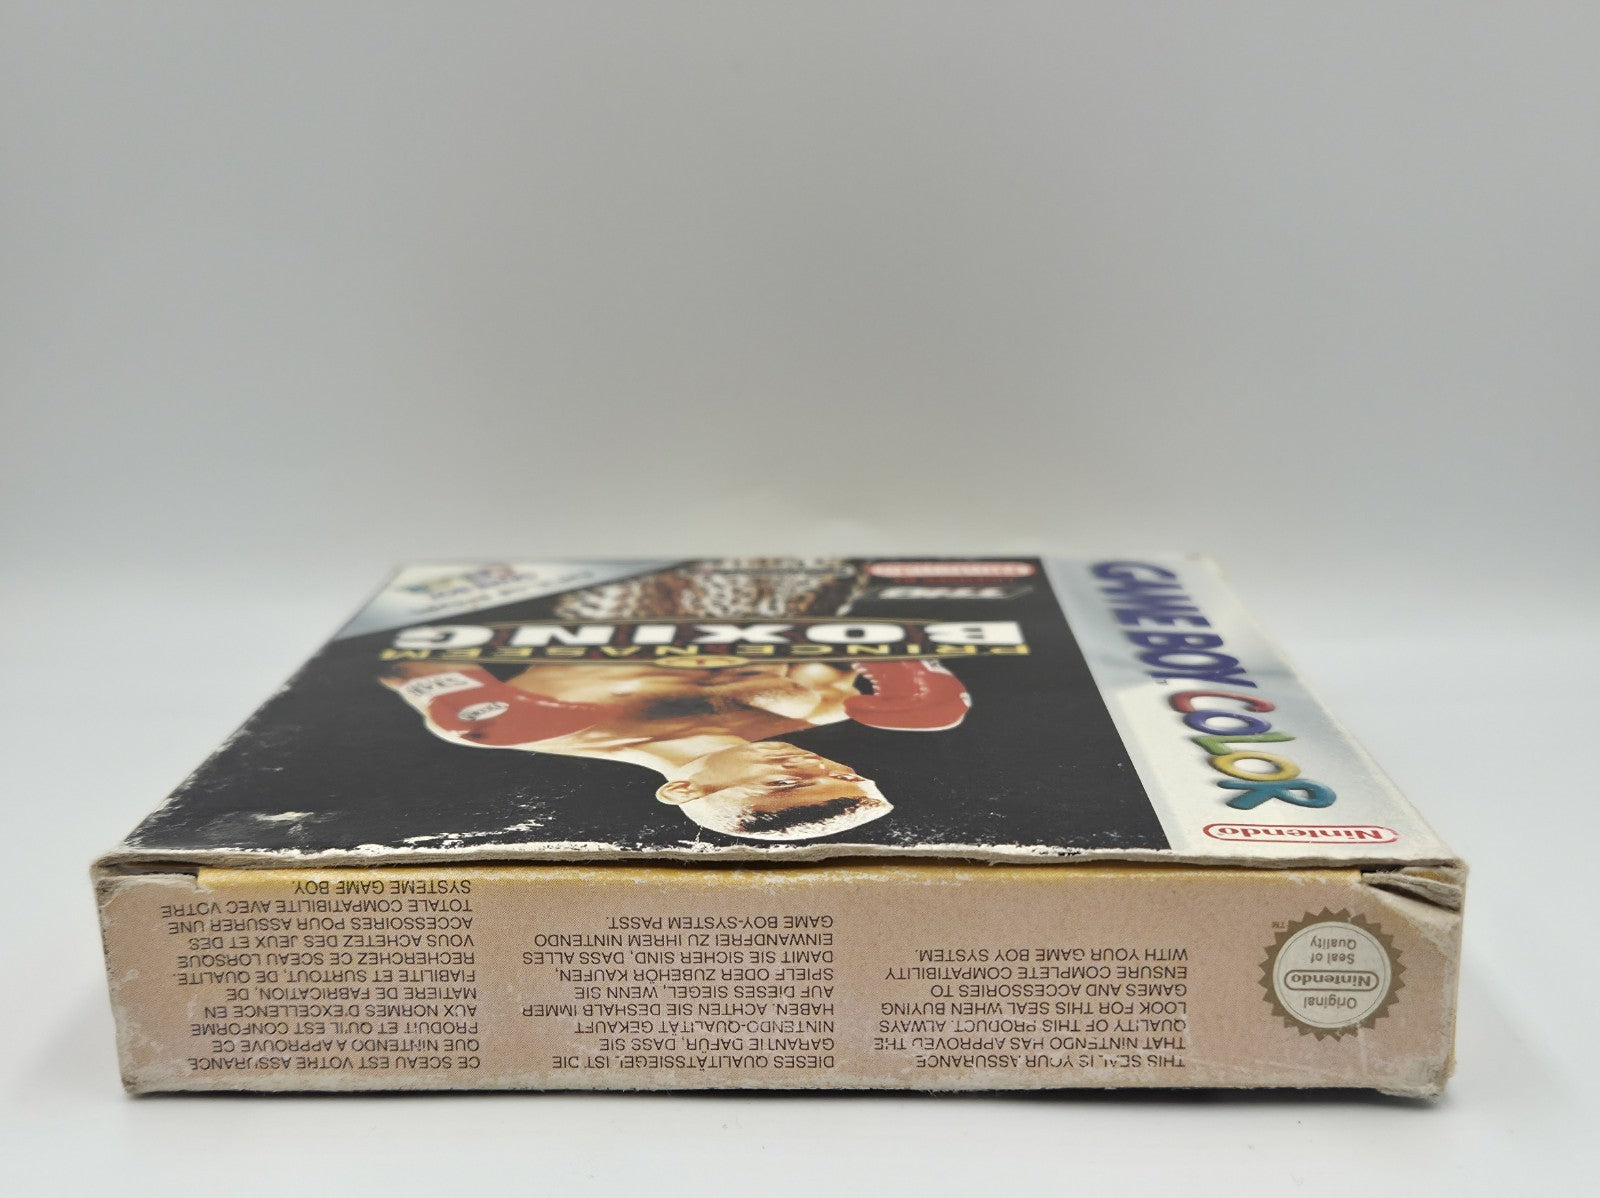 GAME BOY COLOR
Nintendo
PRINCE NASEEM
BOXING
THQ
Original
Nintendo
Seal of
Quality
TM
THIS SEAL IS YOUR ASSURANCE
THAT NINTENDO HAS APPROVED THE
QUALITY OF THIS PRODUCT. ALWAYS
LOOK FOR THIS SEAL WHEN BUYING
GAMES AND ACCESSORIES TO
ENSURE COMPLETE COMPATIBILITY
WITH YOUR GAME BOY SYSTEM.
DIESES QUALITÄTSSIEGEL IST DIE
GARANTIE DAFÜR, DASS SIE
NINTENDO-QUALITÄT GEKAUFT
HABEN. ACHTEN SIE DESHALB IMMER
AUF DIESES SIEGEL, WENN SIE
SPIELE ODER ZUBEHÖR KAUFEN,
DAMIT SIE SICHER SIND, DASS ALLES
EINWANDFREI ZU IHREM NINTENDO
GAME BOY-SYSTEM PASST.
CE SCEAU EST VOTRE ASSURANCE
QUE NINTENDO A APPROUVE CE
PRODUIT ET QU'IL EST CONFORME
AUX NORMES D'EXCELLENCE EN
MATIERE DE FABRICATION, DE
FIABILITE ET SURTOUT, DE QUALITE.
RECHERCHEZ CE SCEAU LORSQUE
VOUS ACHETEZ DES JEUX ET DES
ACCESSOIRES POUR ASSURER UNE
TOTALE COMPATIBILITE AVEC VOTRE
SYSTEME GAME BOY.